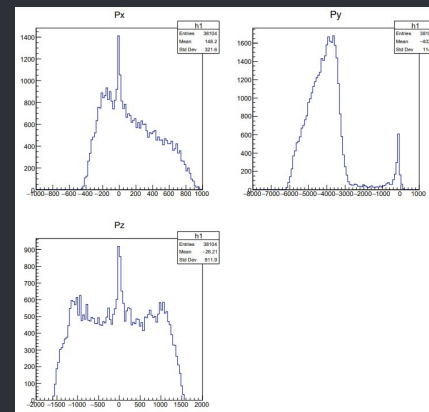 Px
h1
Entries 38104
Mean 148.2
Std Dev 321.6
1400
1200
1000
800
600
400
200
0
−1000 −800 −600 −400 −200 0 200 400 600 800 1000
Py
h1
Entries
Mean
Std Dev
1600
1400
1200
1000
800
600
400
200
0
−8000 −7000 −6000 −5000 −4000 −3000 −2000 −1000 0 1000
Pz
h1
Entries 38104
Mean −26.21
Std Dev 811.9
900
800
700
600
500
400
300
200
100
0
−2000 −1500 −1000 −500 0 500 1000 1500 2000